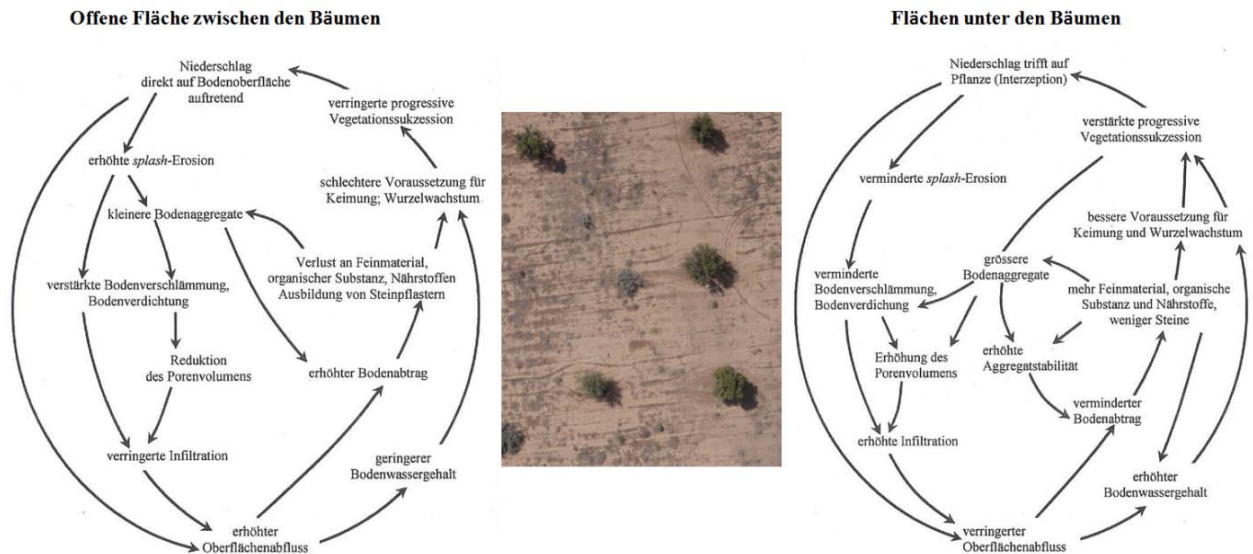 Offene Fläche zwischen den Bäumen
Niederschlag
direkt auf Bodenoberfläche
auftretend
verringerte progressive
Vegetationssukzession
erhöhte splash-Erosion
schlechtere Voraussetzung für
Keimung; Wurzelwachstum
kleinere Bodenaggregate
Verlust an Feinmaterial,
organischer Substanz, Nährstoffen
Ausbildung von Steinpflastern
verstärkte Bodenverschlämmung,
Bodenverdichtung
Reduktion
des Porenvolumens
erhöhter Bodenabtrag
verringerte Infiltration
geringerer
Bodenwassergehalt
erhöhter
Oberflächenabfluss
Flächen unter den Bäumen
Niederschlag trifft auf
Pflanze (Interzeption)
verstärkte progressive
Vegetationssukzession
verminderte splash-Erosion
bessere Voraussetzung für
Keimung und Wurzelwachstum
grössere
Bodenaggregate
verminderte
Bodenverschlämmung,
Bodenverdichung
mehr Feinmaterial, organische
Substanz und Nährstoffe,
weniger Steine
Erhöhung des
Porenvolumens
erhöhte
Aggregatstabilität
verminderter
Bodenabtrag
erhöhte Infiltration
erhöhter
Bodenwassergehalt
verringerter
Oberflächenabfluss